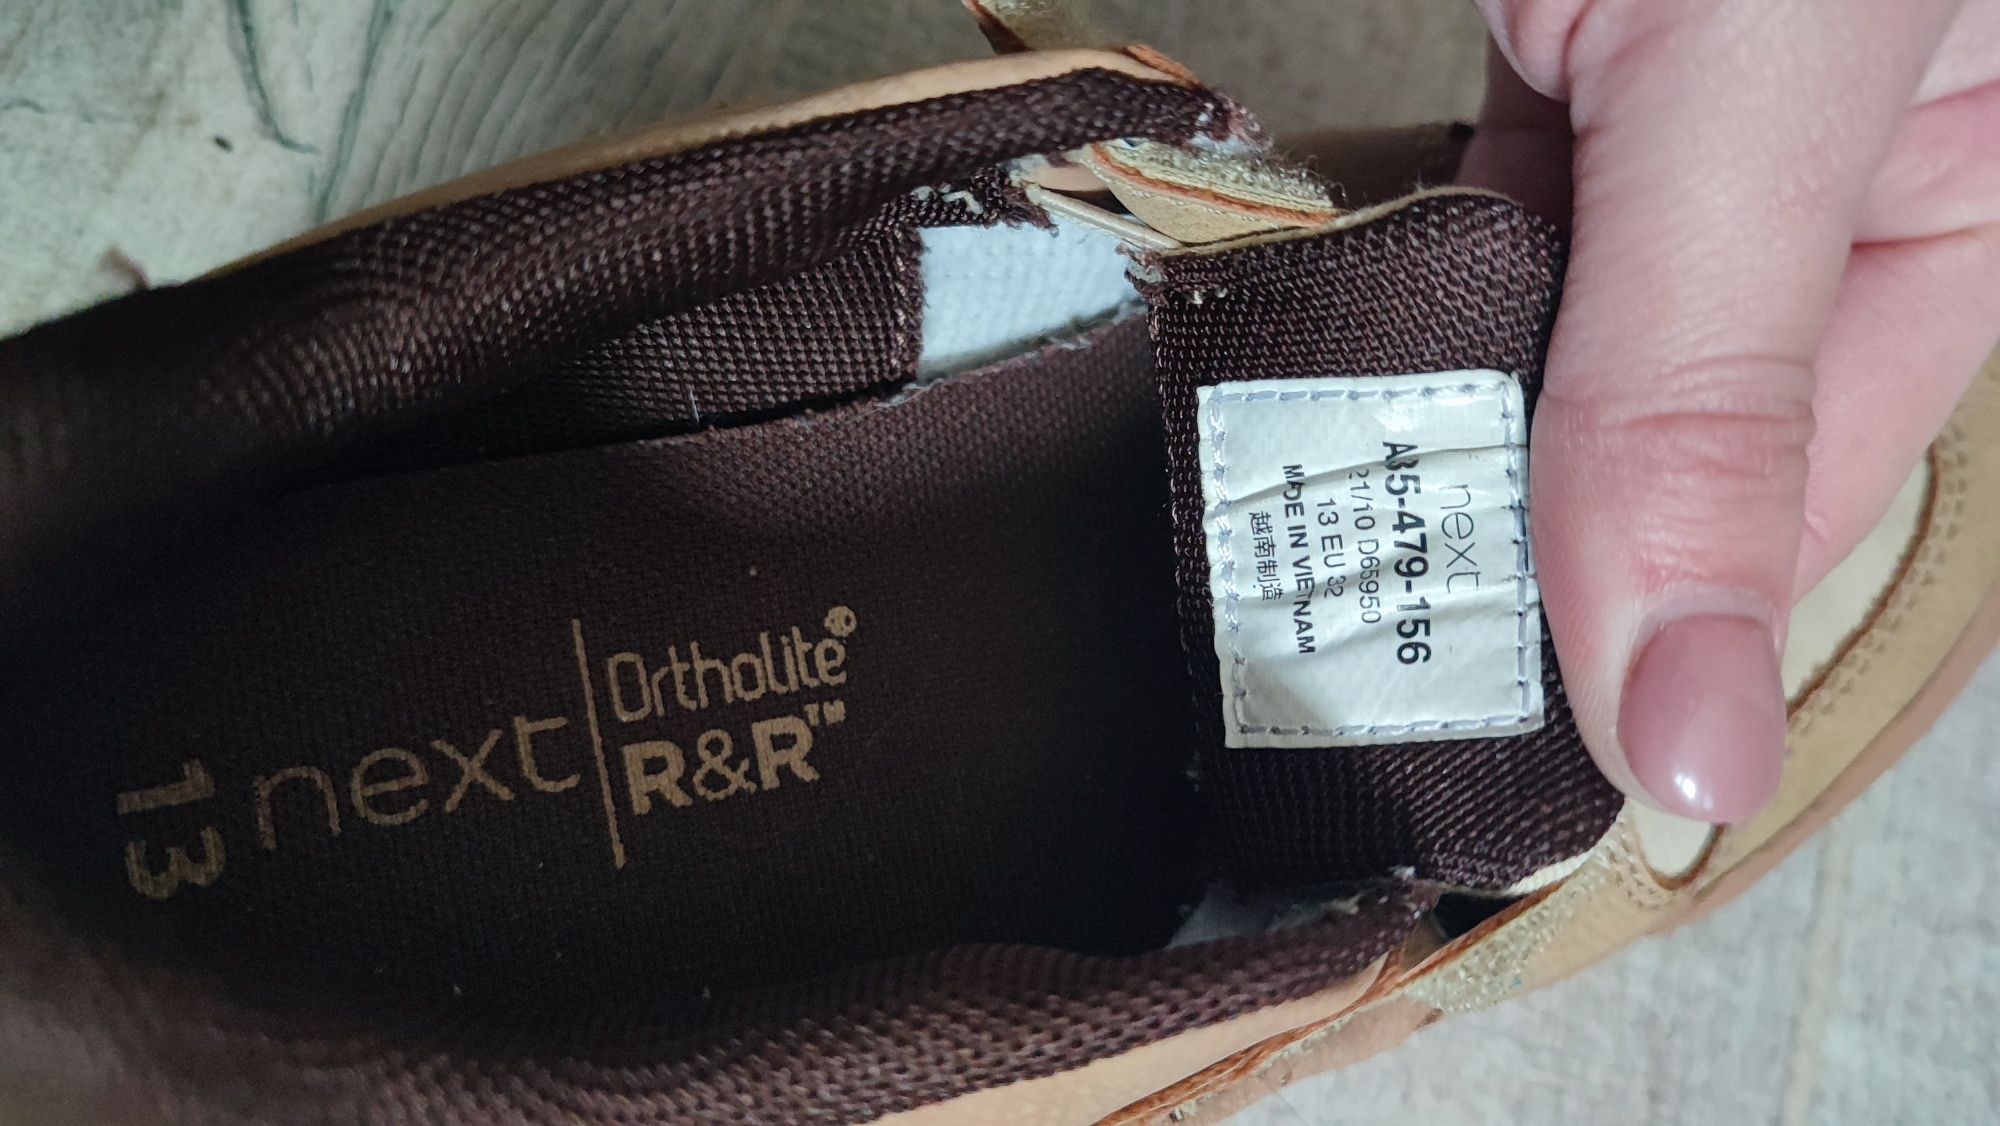 next
A35-479-156
21/10 D65950
13 EU 32
MADE IN VIETNAM
越南制造
13
next
Ortholite®
R&R™